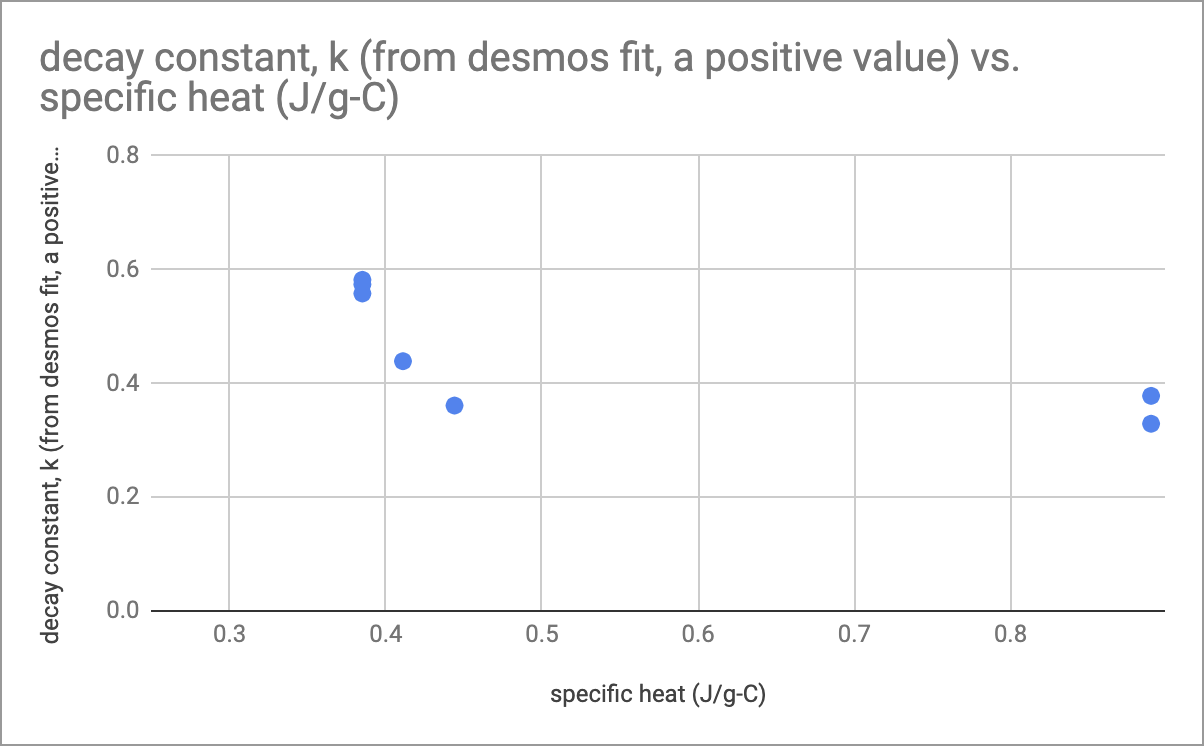 decay constant, k (from desmos fit, a positive value) vs.
specific heat (J/g-C)
decay constant, k (from desmos fit, a positive...
0.8
0.6
0.4
0.2
0.0
0.3 0.4 0.5 0.6 0.7 0.8
specific heat (J/g-C)